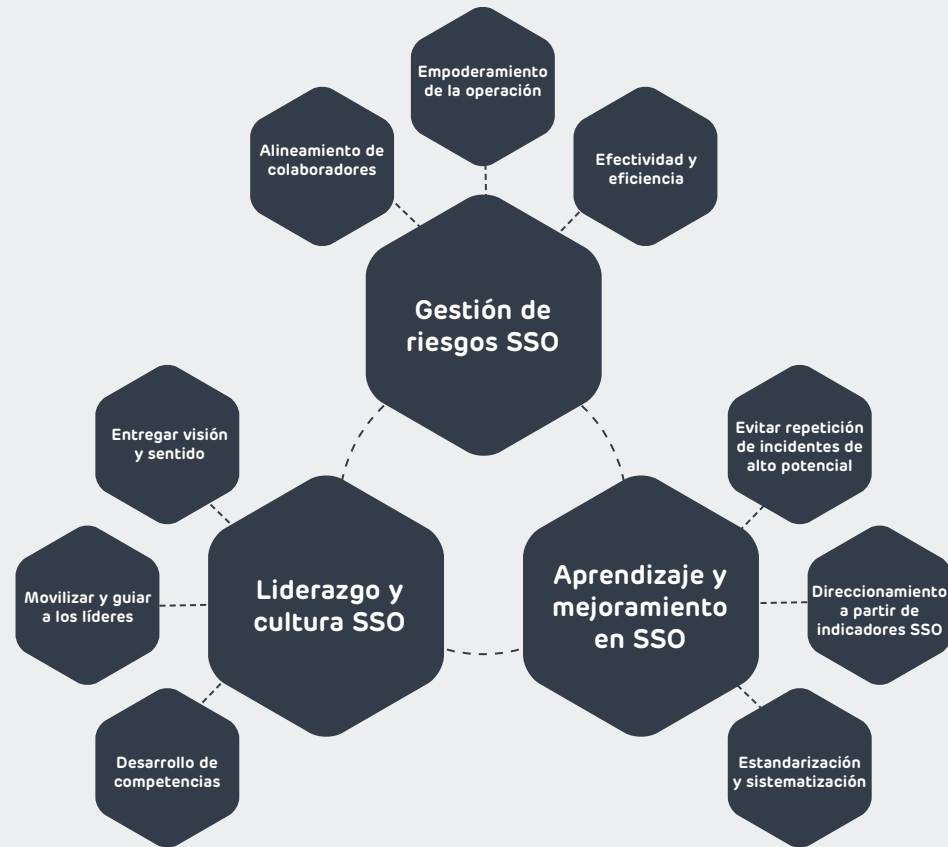 Empoderamiento
de la operación
Alineamiento de
colaboradores
Efectividad y
eficiencia
Gestión de
riesgos SSO
Entregar visión
y sentido
Movilizar y guiar
a los líderes
Desarrollo de
competencias
Liderazgo y
cultura SSO
Aprendizaje y
mejoramiento
en SSO
Evitar repetición
de incidentes de
alto potencial
Direccionamiento
a partir de
indicadores SSO
Estandarización
y sistematización